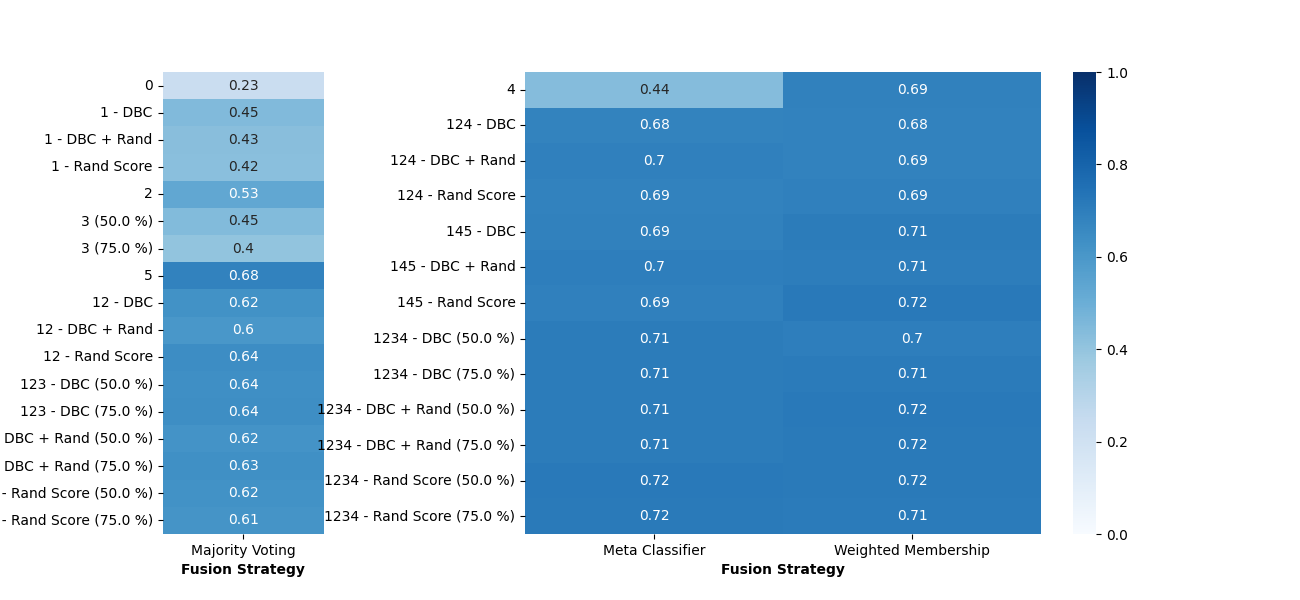 0 0.23
1 - DBC 0.45
1 - DBC + Rand 0.43
1 - Rand Score 0.42
2 0.53
3 (50.0 %) 0.45
3 (75.0 %) 0.4
5 0.68
12 - DBC 0.62
12 - DBC + Rand 0.6
12 - Rand Score 0.64
123 - DBC (50.0 %) 0.64
123 - DBC (75.0 %) 0.64
DBC + Rand (50.0 %) 0.62
DBC + Rand (75.0 %) 0.63
- Rand Score (50.0 %) 0.62
- Rand Score (75.0 %) 0.61
Majority Voting
Fusion Strategy
4 0.44 0.69
124 - DBC 0.68 0.68
124 - DBC + Rand 0.7 0.69
124 - Rand Score 0.69 0.69
145 - DBC 0.69 0.71
145 - DBC + Rand 0.7 0.71
145 - Rand Score 0.69 0.72
1234 - DBC (50.0 %) 0.71 0.7
1234 - DBC (75.0 %) 0.71 0.71
1234 - DBC + Rand (50.0 %) 0.71 0.72
1234 - DBC + Rand (75.0 %) 0.71 0.72
1234 - Rand Score (50.0 %) 0.72 0.72
1234 - Rand Score (75.0 %) 0.72 0.71
Meta Classifier Weighted Membership
Fusion Strategy
1.0
0.8
0.6
0.4
0.2
0.0